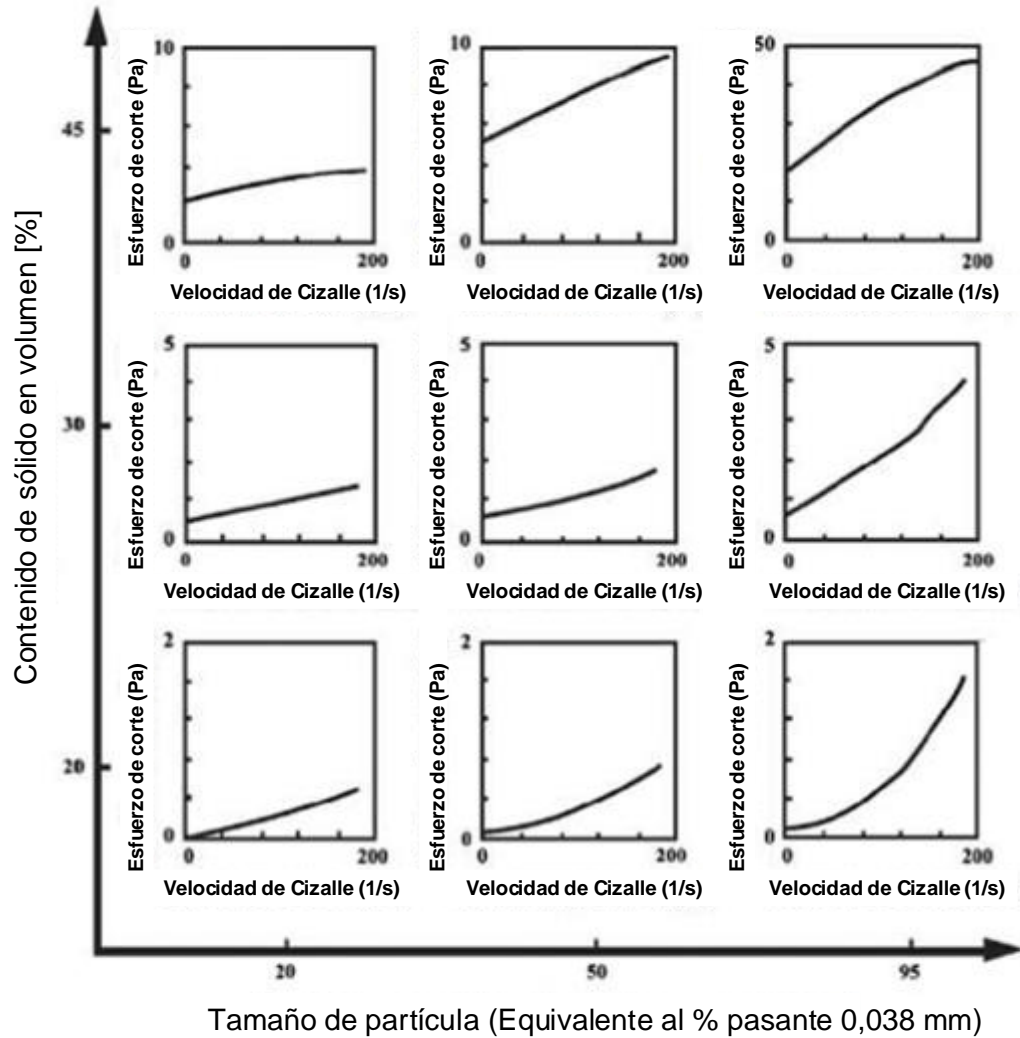 Contenido de sólido en volumen [%]
45
30
20
Esfuerzo de corte (Pa)
10
0
0 200
Velocidad de Cizalle (1/s)
Esfuerzo de corte (Pa)
10
0
0 200
Velocidad de Cizalle (1/s)
Esfuerzo de corte (Pa)
50
0
0 200
Velocidad de Cizalle (1/s)
Esfuerzo de corte (Pa)
5
0
0 200
Velocidad de Cizalle (1/s)
Esfuerzo de corte (Pa)
5
0
0 200
Velocidad de Cizalle (1/s)
Esfuerzo de corte (Pa)
5
0
0 200
Velocidad de Cizalle (1/s)
Esfuerzo de corte (Pa)
2
0
0 200
Velocidad de Cizalle (1/s)
Esfuerzo de corte (Pa)
2
0
0 200
Velocidad de Cizalle (1/s)
Esfuerzo de corte (Pa)
2
0
0 200
Velocidad de Cizalle (1/s)
20 50 95
Tamaño de partícula (Equivalente al % pasante 0,038 mm)